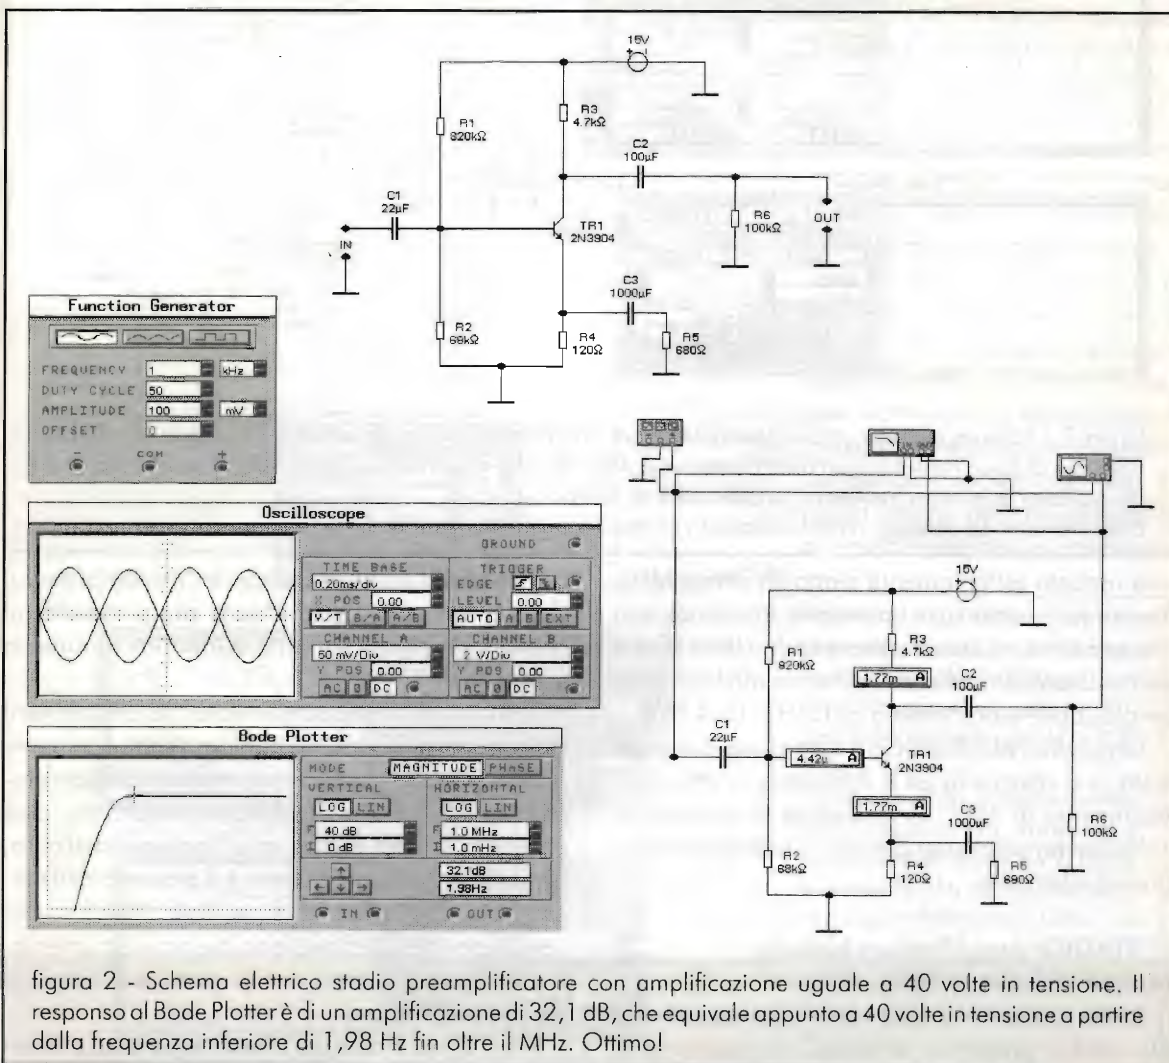 15V
R3
4.7kΩ
R1
820kΩ
C2
100µF
C1
22µF
R6
100kΩ
OUT
TR1
2N3904
IN
C3
1000µF
R2
68kΩ
R4
120Ω
R5
680Ω
Function Generator
FREQUENCY 1 kHz
DUTY CYCLE 50
AMPLITUDE 100 mV
OFFSET 0
- COM +
Oscilloscope
GROUND
TIME BASE
0.20ms/div
X POS 0.00
Y/T B/A A/B
TRIGGER
EDGE
LEVEL 0.00
AUTO A B EXT
CHANNEL A
50 mV/Div
Y POS 0.00
AC 0 DC
CHANNEL B
2 V/Div
Y POS 0.00
AC 0 DC
Bode Plotter
MODE MAGNITUDE PHASE
VERTICAL
LOG LIN
F 40 dB
I 0 dB
HORIZONTAL
LOG LIN
F 1.0 MHz
I 1.0 mHz
32.1dB
1.98Hz
IN OUT
15V
R3
4.7kΩ
R1
820kΩ
1.77m A
C2
100µF
C1
22µF
4.42µ A
TR1
2N3904
1.77m A
C3
1000µF
R6
100kΩ
R2
68kΩ
R4
120Ω
R5
680Ω
figura 2 - Schema elettrico stadio preamplificatore con amplificazione uguale a 40 volte in tensione. Il
responso al Bode Plotter è di un amplificazione di 32,1 dB, che equivale appunto a 40 volte in tensione a partire
dalla frequenza inferiore di 1,98 Hz fin oltre il MHz. Ottimo!